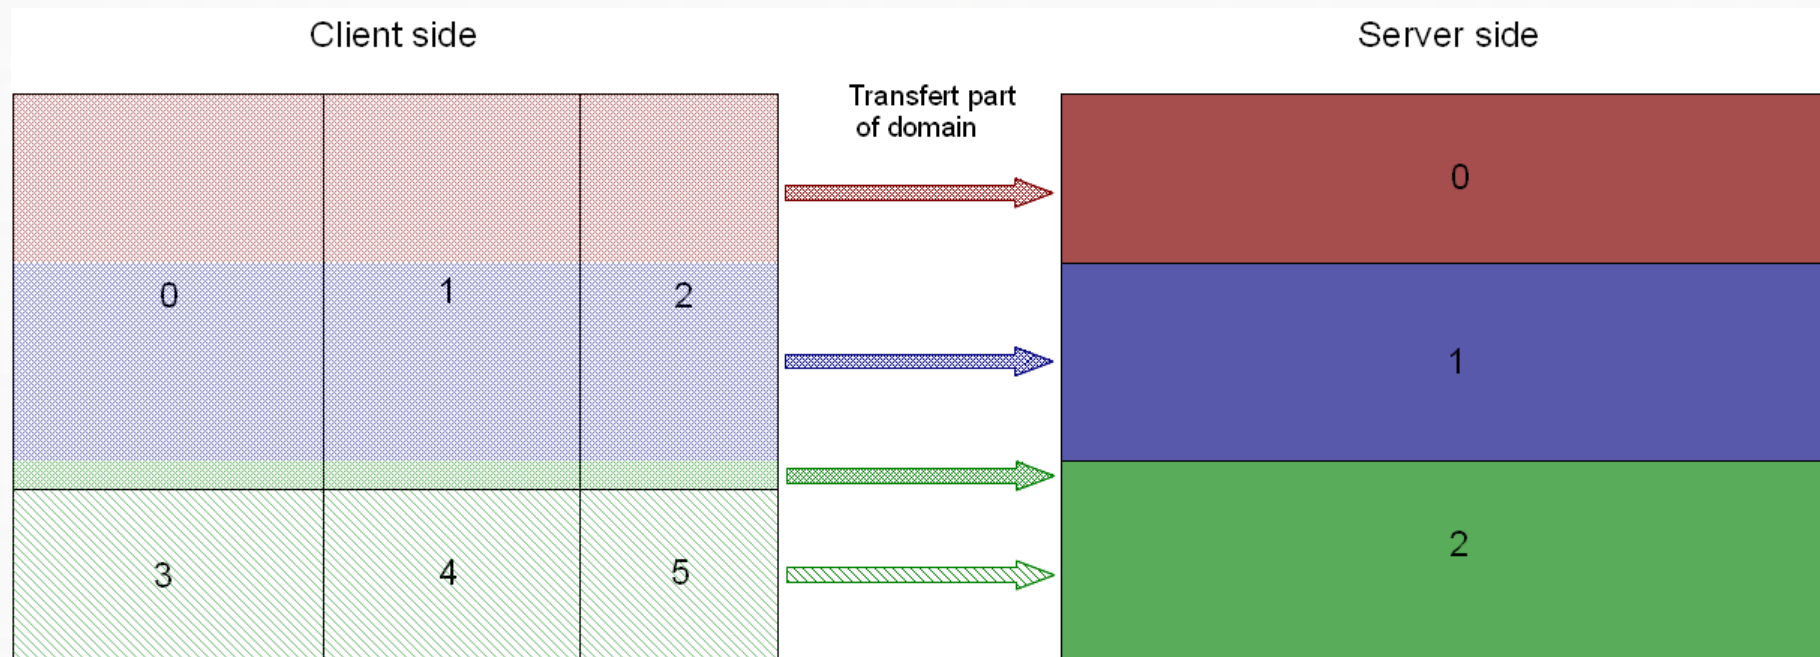 Client side
Server side
Transfert part
of domain
0
0
1
2
1
2
3
4
5